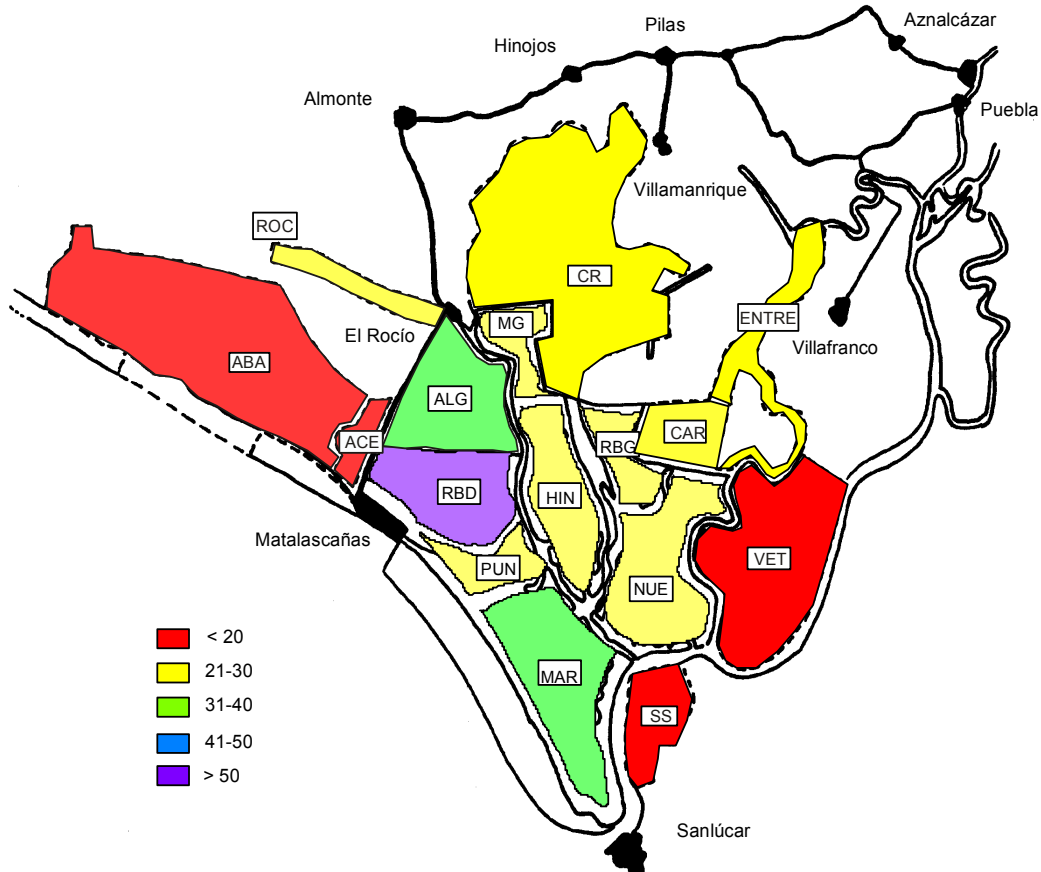 Aznalcázar
Pilas
Hinojos
Almonte
Puebla
Villamanrique
ROC
CR
ENTRE
MG
El Rocío
Villafranco
ABA
ALG
ACE
CAR
RBG
RBD
HIN
Matalascañas
VET
PUN
NUE
MAR
SS
< 20
21-30
31-40
41-50
> 50
Sanlúcar